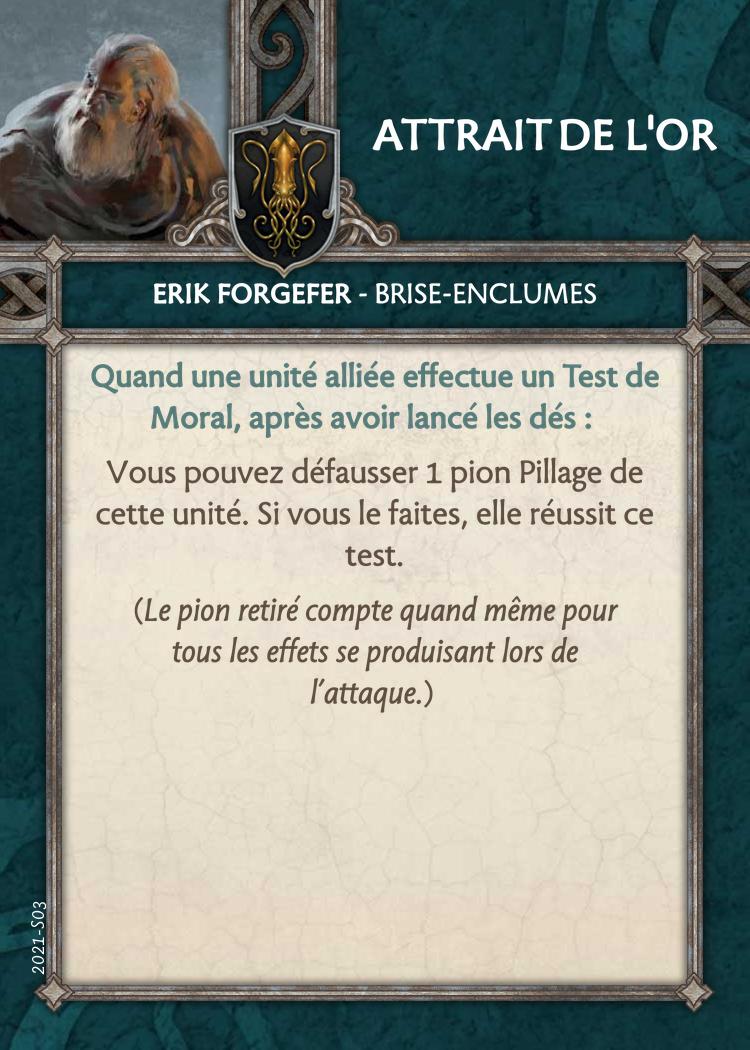 ATTRAIT DE L'OR
ERIK FORGEFER - BRISE-ENCLUMES
Quand une unité alliée effectue un Test de
Moral, après avoir lancé les dés :
Vous pouvez défausser 1 pion Pillage de
cette unité. Si vous le faites, elle réussit ce
test.
(Le pion retiré compte quand même pour
tous les effets se produisant lors de
l'attaque.)
2021-S03